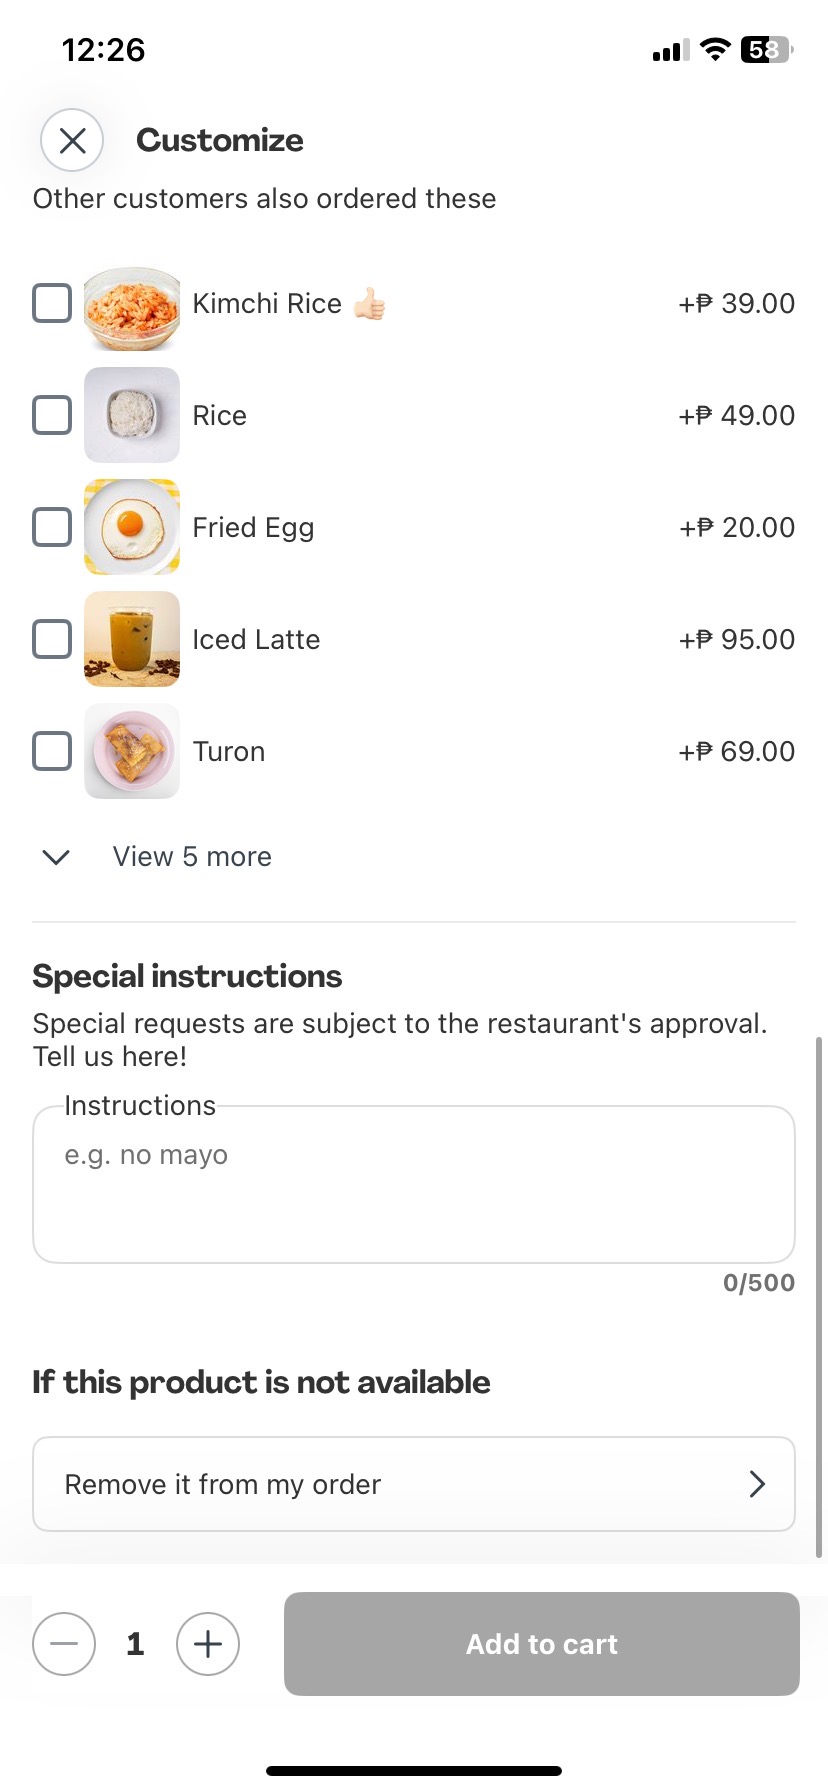 12:26
58
Customize
Other customers also ordered these
Kimchi Rice 👍🏻 +₱ 39.00
Rice +₱ 49.00
Fried Egg +₱ 20.00
Iced Latte +₱ 95.00
Turon +₱ 69.00
View 5 more
Special instructions
Special requests are subject to the restaurant's approval.
Tell us here!
Instructions
e.g. no mayo
0/500
If this product is not available
Remove it from my order
1
Add to cart